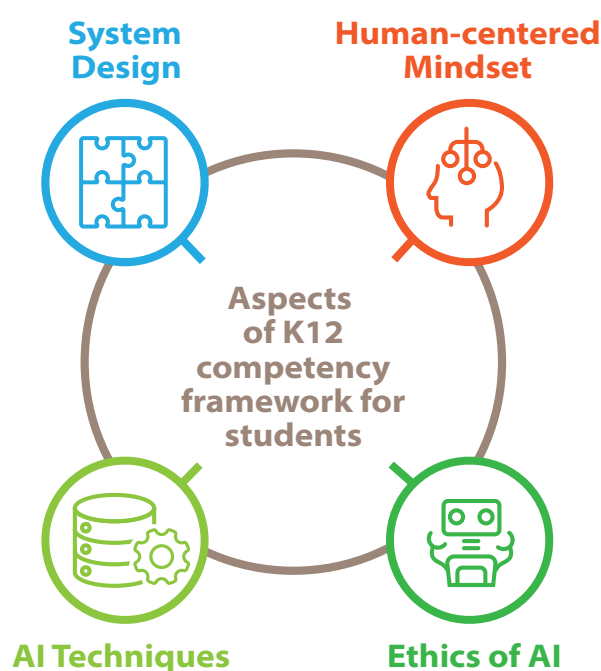 System
Design
Human-centered
Mindset
Aspects
of K12
competency
framework for
students
AI Techniques
Ethics of AI